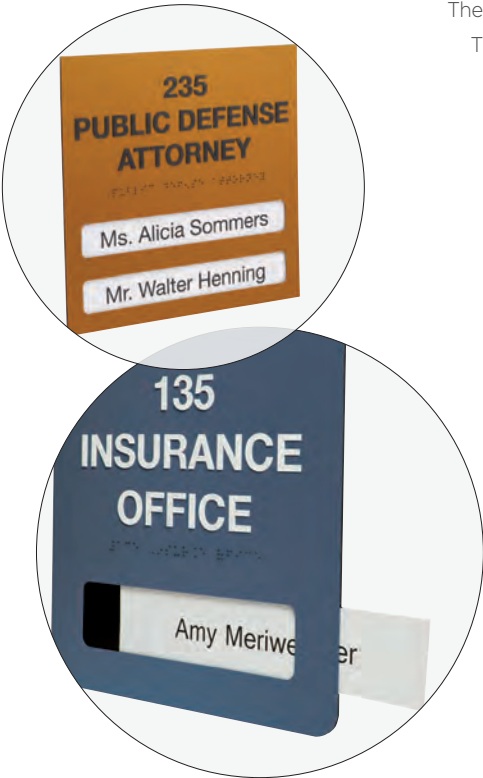 The
T
235
PUBLIC DEFENSE
ATTORNEY
Ms. Alicia Sommers
Mr. Walter Henning
135
INSURANCE
OFFICE
Amy Meriwe er